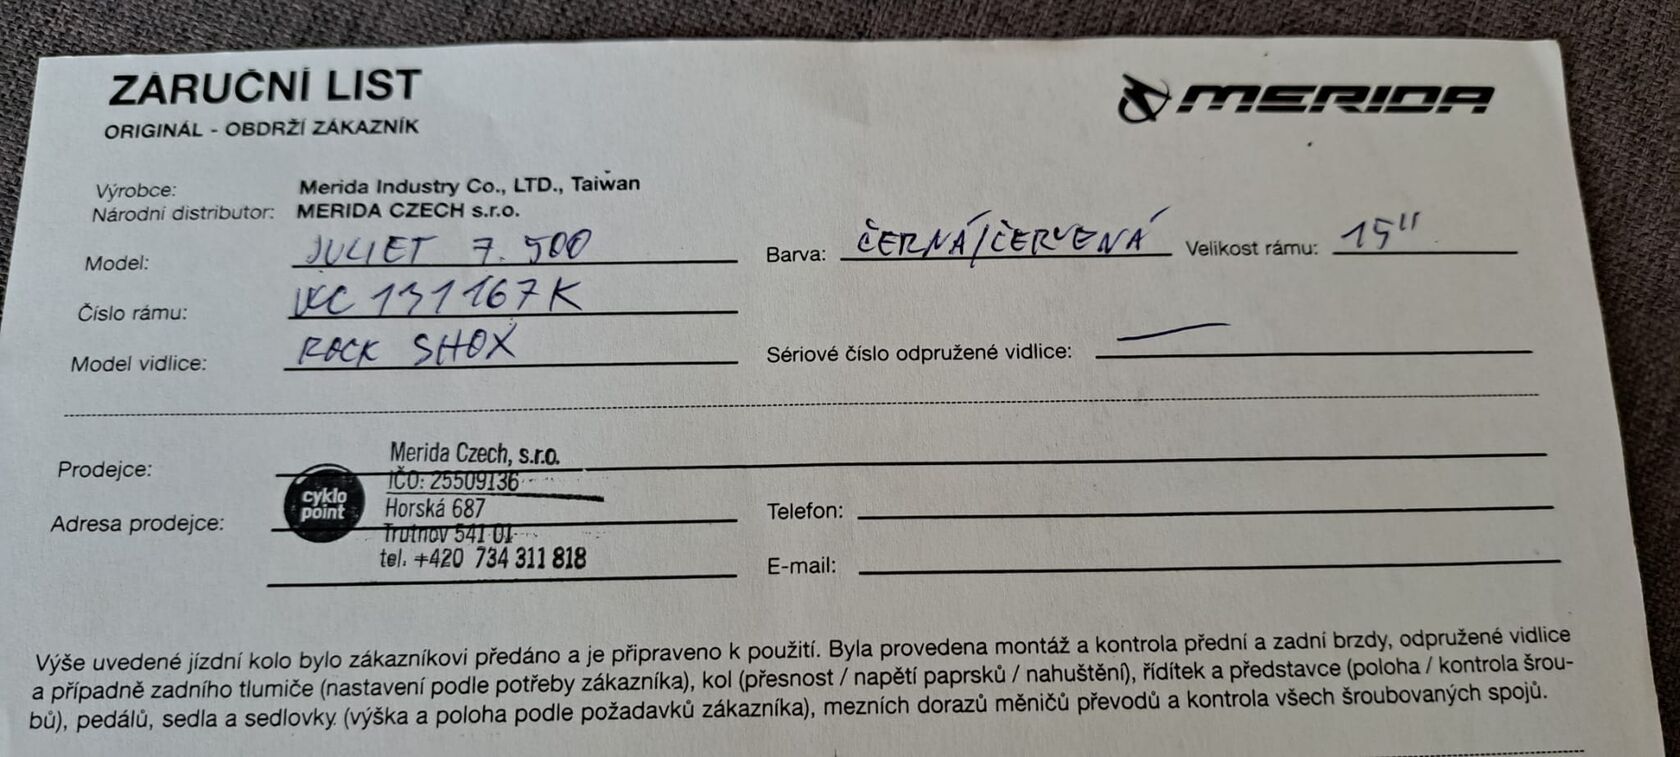 ZÁRUČNÍ LIST
MERIDA
ORIGINÁL - OBDRŽÍ ZÁKAZNÍK
Výrobce: Merida Industry Co., LTD., Taiwan
Národní distributor: MERIDA CZECH s.r.o.
Model: JULIET 7.500 Barva: ČERNÁ/ČERVENÁ Velikost rámu: 15"
Číslo rámu: 131167K
Model vidlice: ROCK SHOX Sériové číslo odpružené vidlice: —
Prodejce: Merida Czech, s.r.o.
IČO: 25509136
cyklo point
Adresa prodejce: Horská 687 Telefon:
Trutnov 541 01
tel. +420 734 311 818 E-mail:
Výše uvedené jízdní kolo bylo zákazníkovi předáno a je připraveno k použití. Byla provedena montáž a kontrola přední a zadní brzdy, odpružené vidlice
a případně zadního tlumiče (nastavení podle potřeby zákazníka), kol (přesnost / napětí paprsků / nahuštění), řídítek a představce (poloha / kontrola šrou-
bů), pedálů, sedla a sedlovky. (výška a poloha podle požadavků zákazníka), mezních dorazů měničů převodů a kontrola všech šroubovaných spojů.